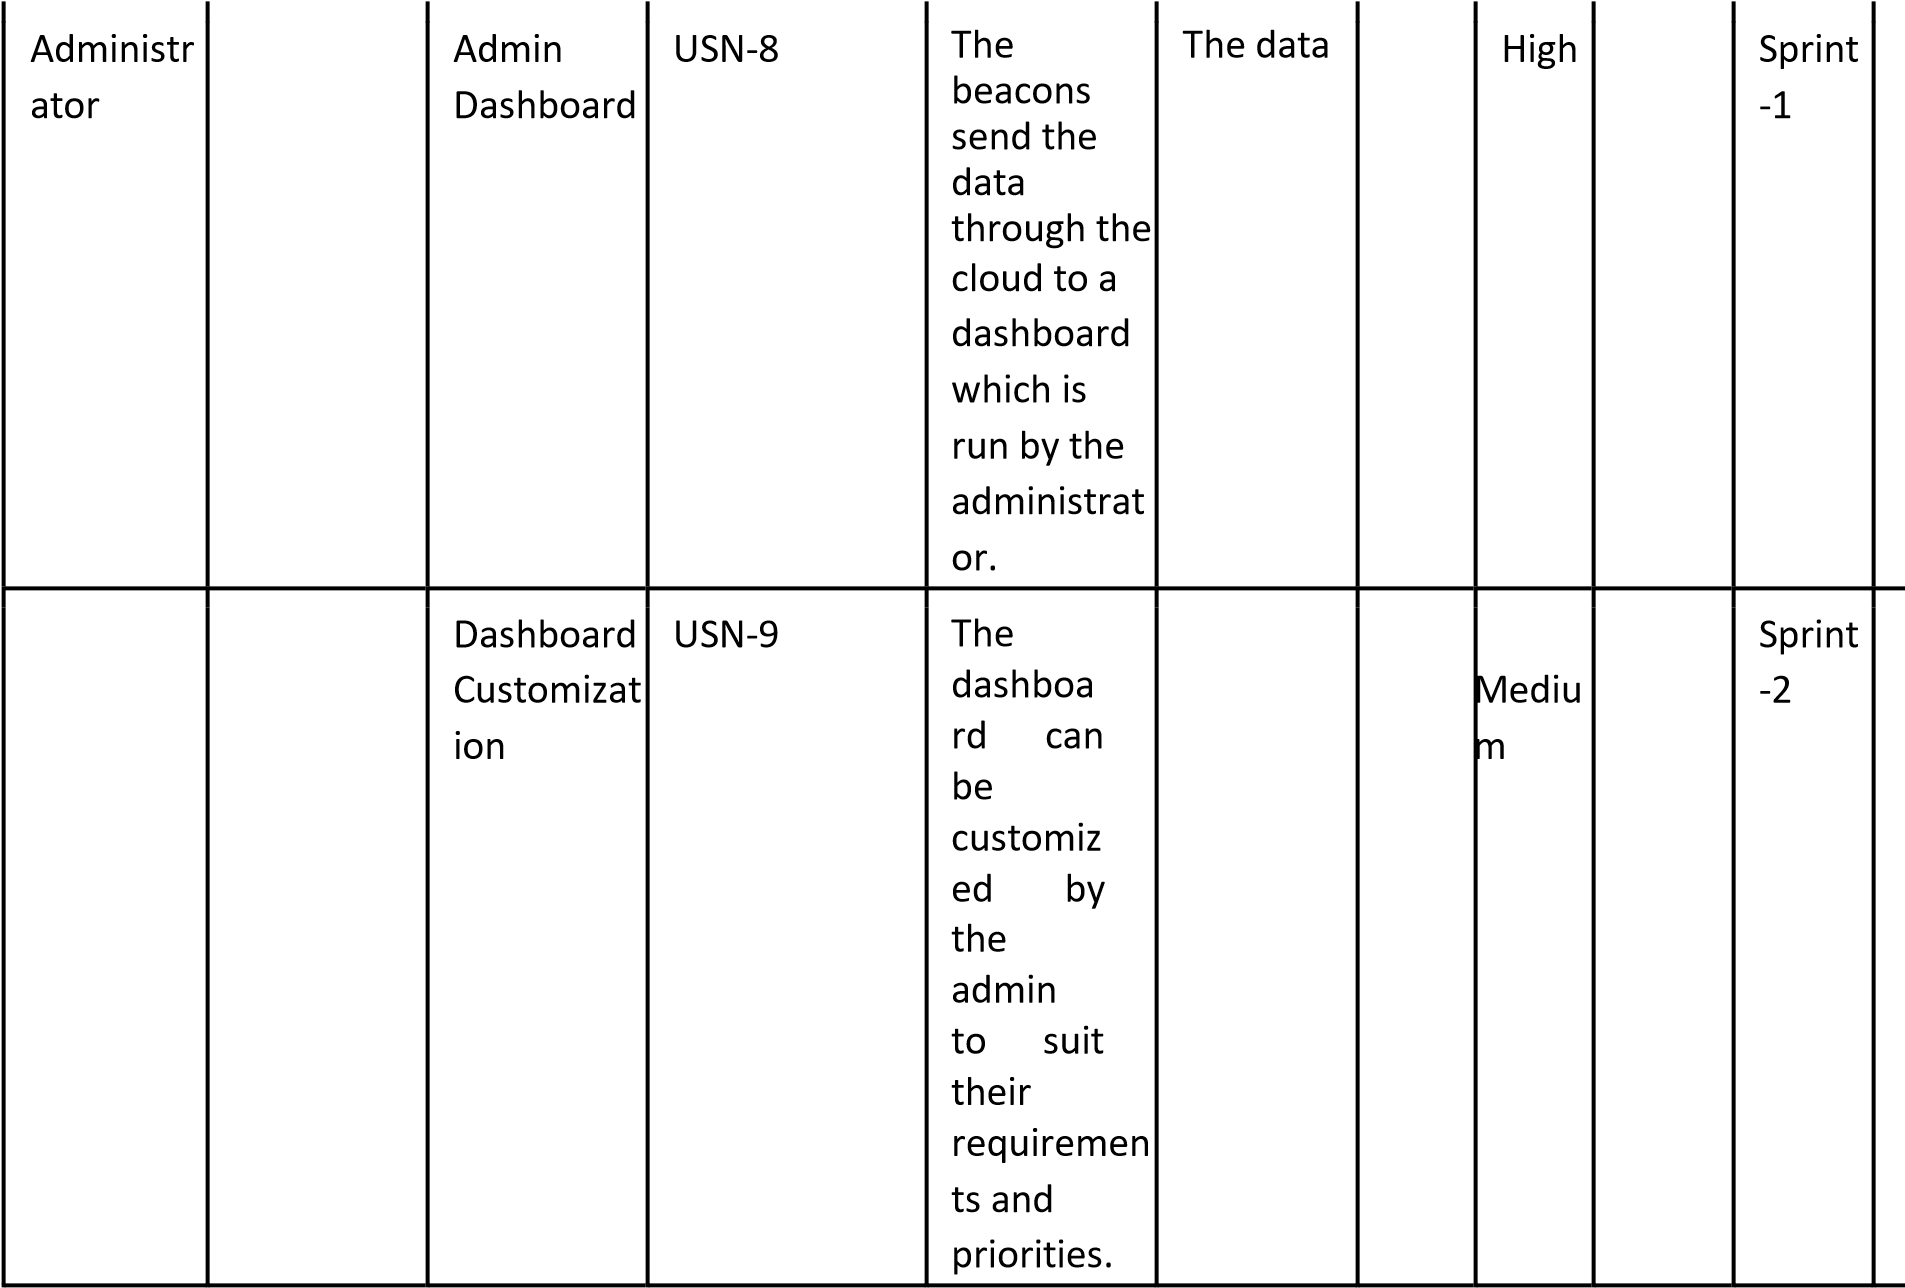 Administr
ator
Admin
Dashboard
USN-8
The
beacons
send the
data
through the
cloud to a
dashboard
which is
run by the
administrat
or.
The data
High
Sprint
-1
Dashboard
Customizat
ion
USN-9
The
dashboa
rd can
be
customiz
ed by
the
admin
to suit
their
requiremen
ts and
priorities.
Mediu
m
Sprint
-2